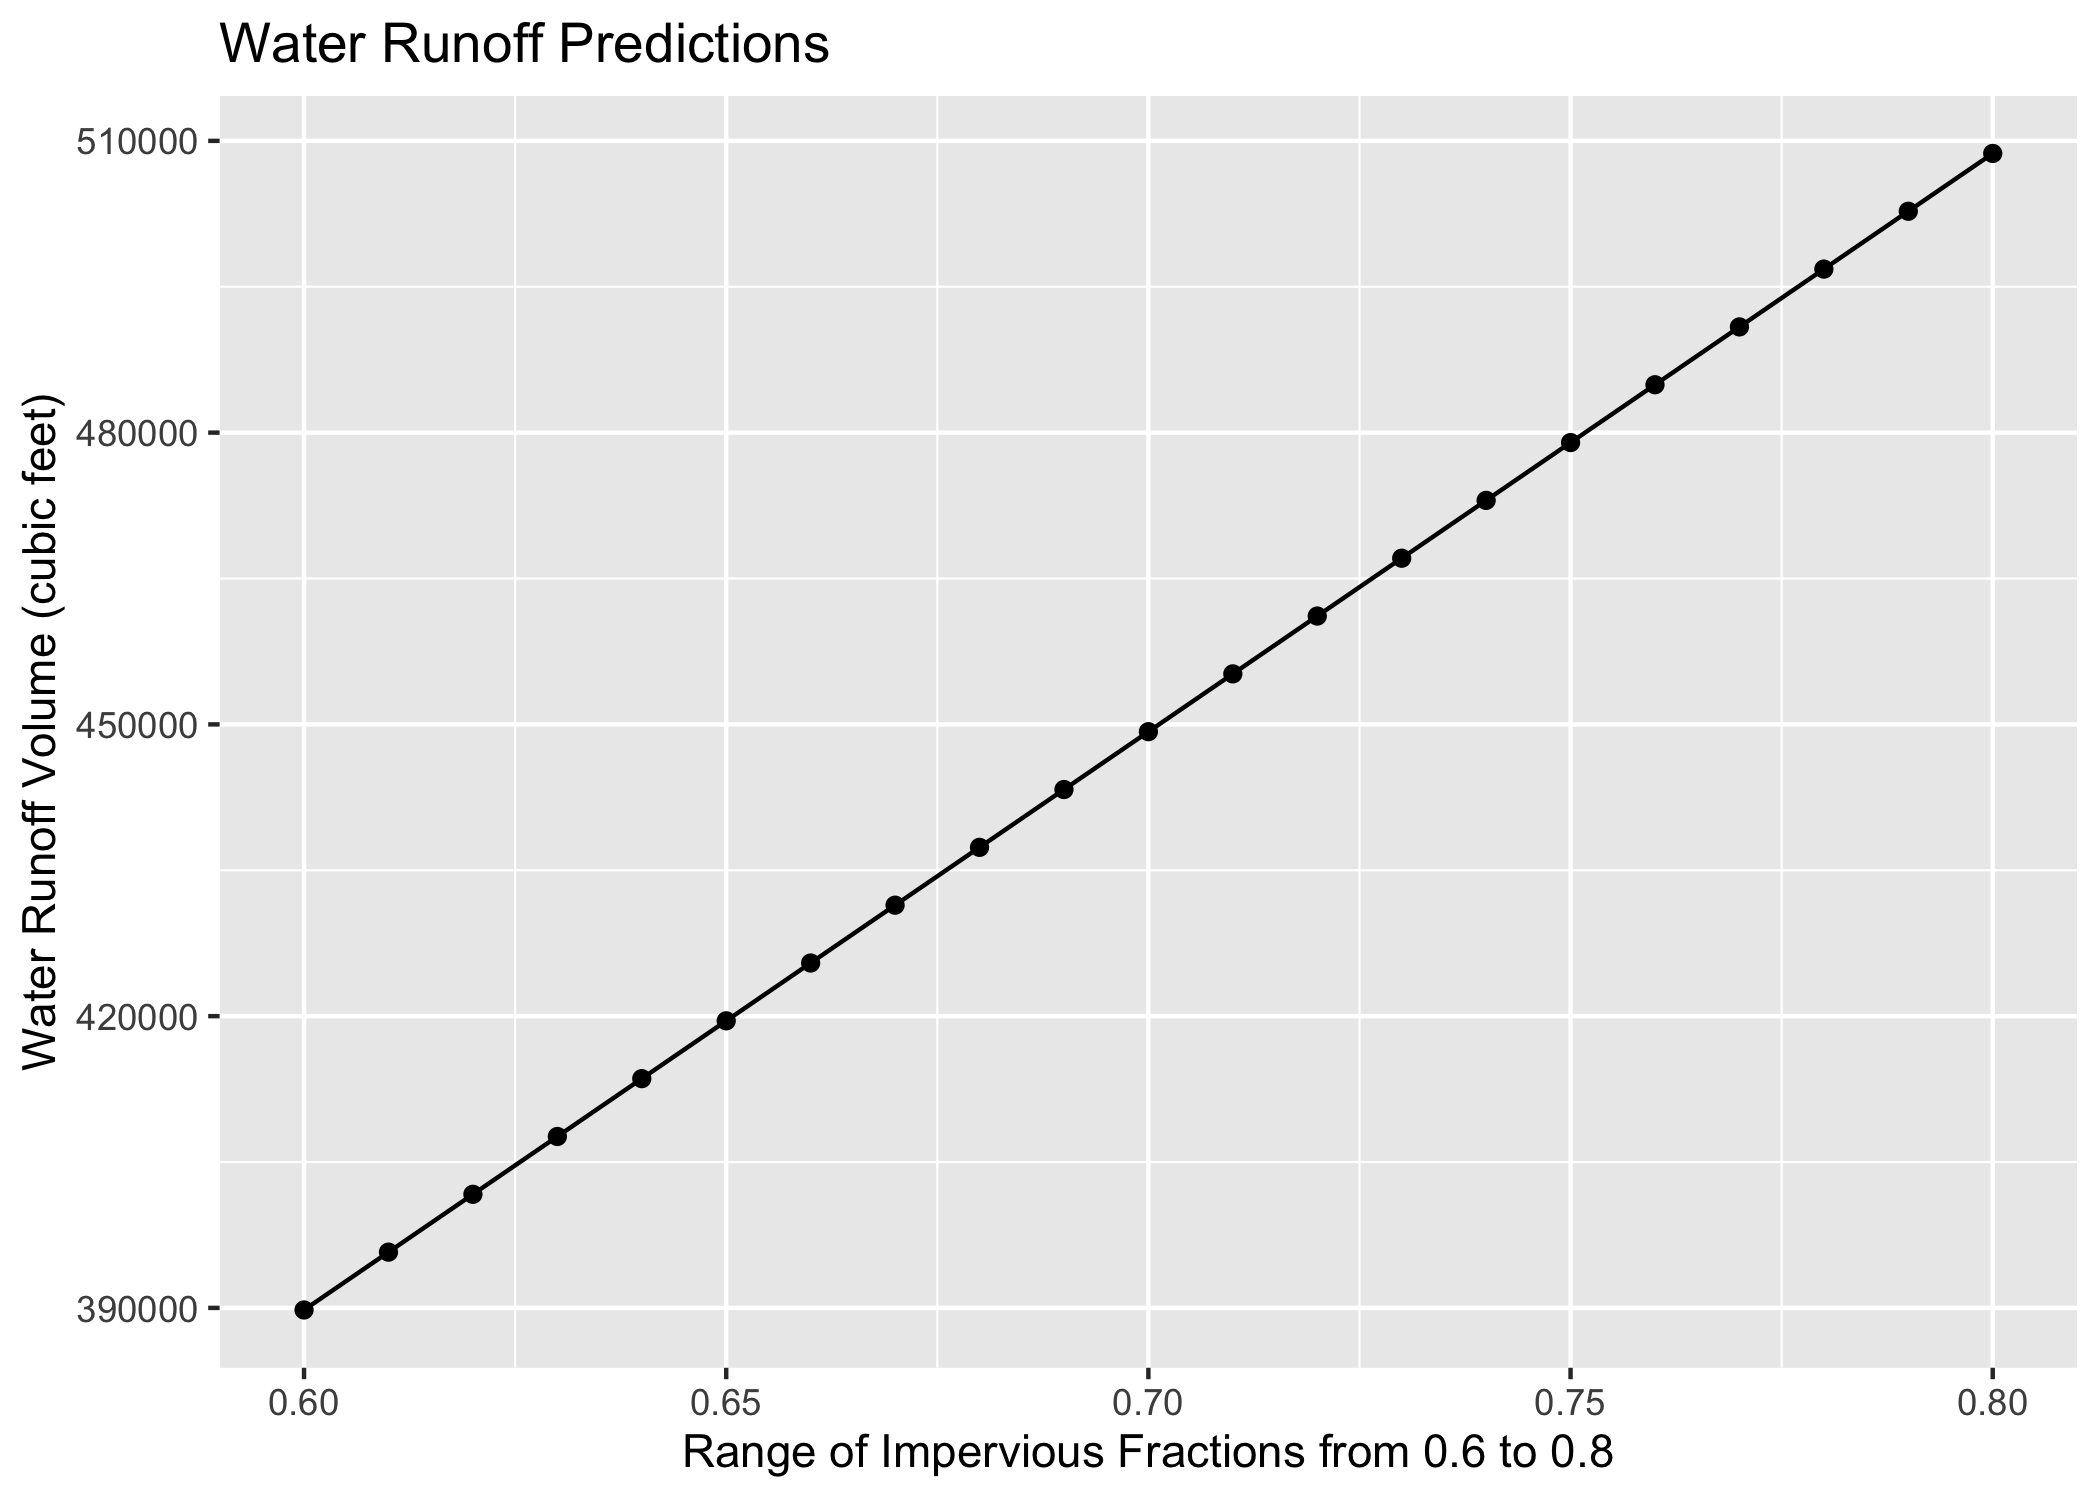 Water Runoff Predictions
Water Runoff Volume (cubic feet)
510000
480000
450000
420000
390000
0.60 0.65 0.70 0.75 0.80
Range of Impervious Fractions from 0.6 to 0.8